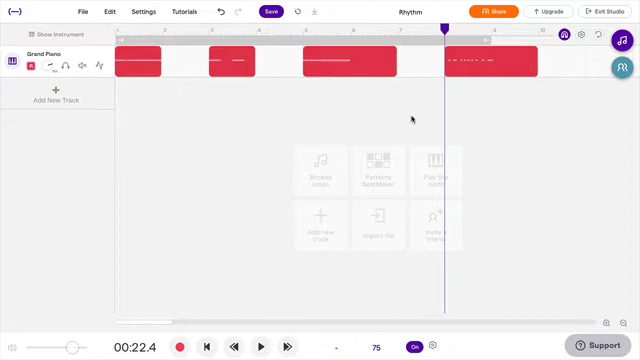 File Edit Settings Tutorials Save Rhythm Share Upgrade Exit Studio
Show Instrument 1 2 3 4 5 6 7 8 9 10
Grand Piano
R
Add New Track
Browse loops... Patterns BeatMaker Play the synth
Add new track Import file Invite a friend
00:22.4 - 75 On Support